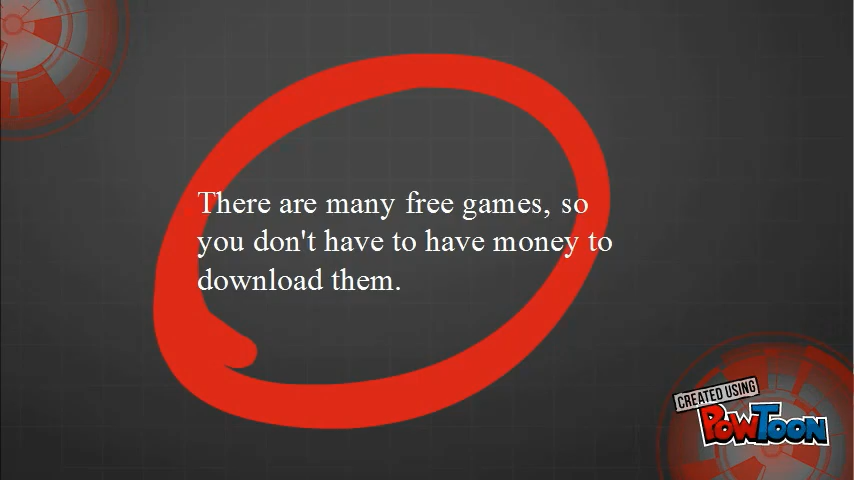 There are many free games, so
you don't have to have money to
download them.
CREATED USING
POWTOON